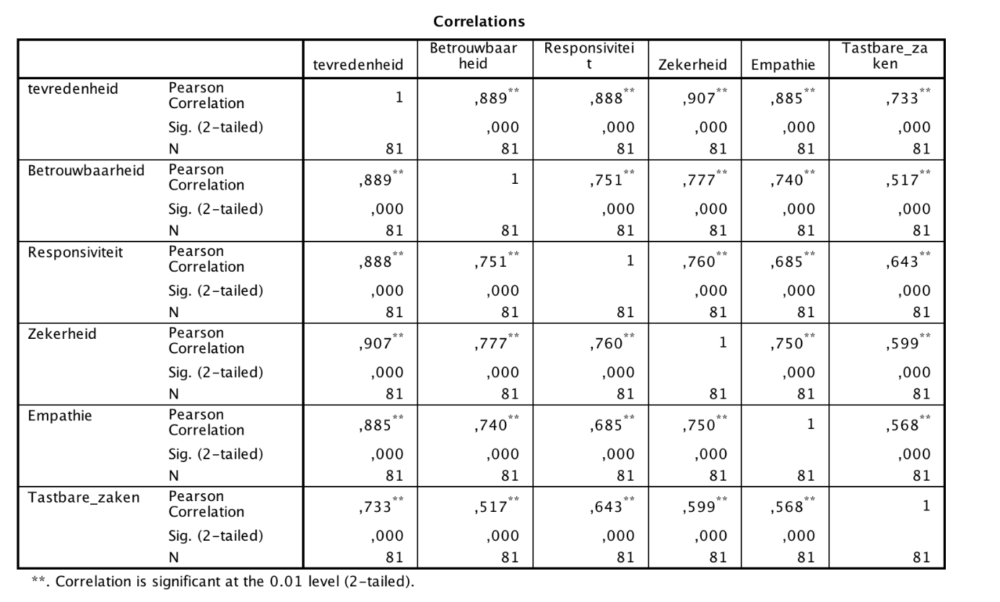 Correlations
tevredenheid Betrouwbaar heid Responsivitei t Zekerheid Empathie Tastbare_za ken
tevredenheid Pearson Correlation 1 ,889** ,888** ,907** ,885** ,733**
Sig. (2-tailed) ,000 ,000 ,000 ,000 ,000
N 81 81 81 81 81 81
Betrouwbaarheid Pearson Correlation ,889** 1 ,751** ,777** ,740** ,517**
Sig. (2-tailed) ,000 ,000 ,000 ,000 ,000
N 81 81 81 81 81 81
Responsiviteit Pearson Correlation ,888** ,751** 1 ,760** ,685** ,643**
Sig. (2-tailed) ,000 ,000 ,000 ,000 ,000
N 81 81 81 81 81 81
Zekerheid Pearson Correlation ,907** ,777** ,760** 1 ,750** ,599**
Sig. (2-tailed) ,000 ,000 ,000 ,000 ,000
N 81 81 81 81 81 81
Empathie Pearson Correlation ,885** ,740** ,685** ,750** 1 ,568**
Sig. (2-tailed) ,000 ,000 ,000 ,000 ,000
N 81 81 81 81 81 81
Tastbare_zaken Pearson Correlation ,733** ,517** ,643** ,599** ,568** 1
Sig. (2-tailed) ,000 ,000 ,000 ,000 ,000
N 81 81 81 81 81 81
**. Correlation is significant at the 0.01 level (2-tailed).